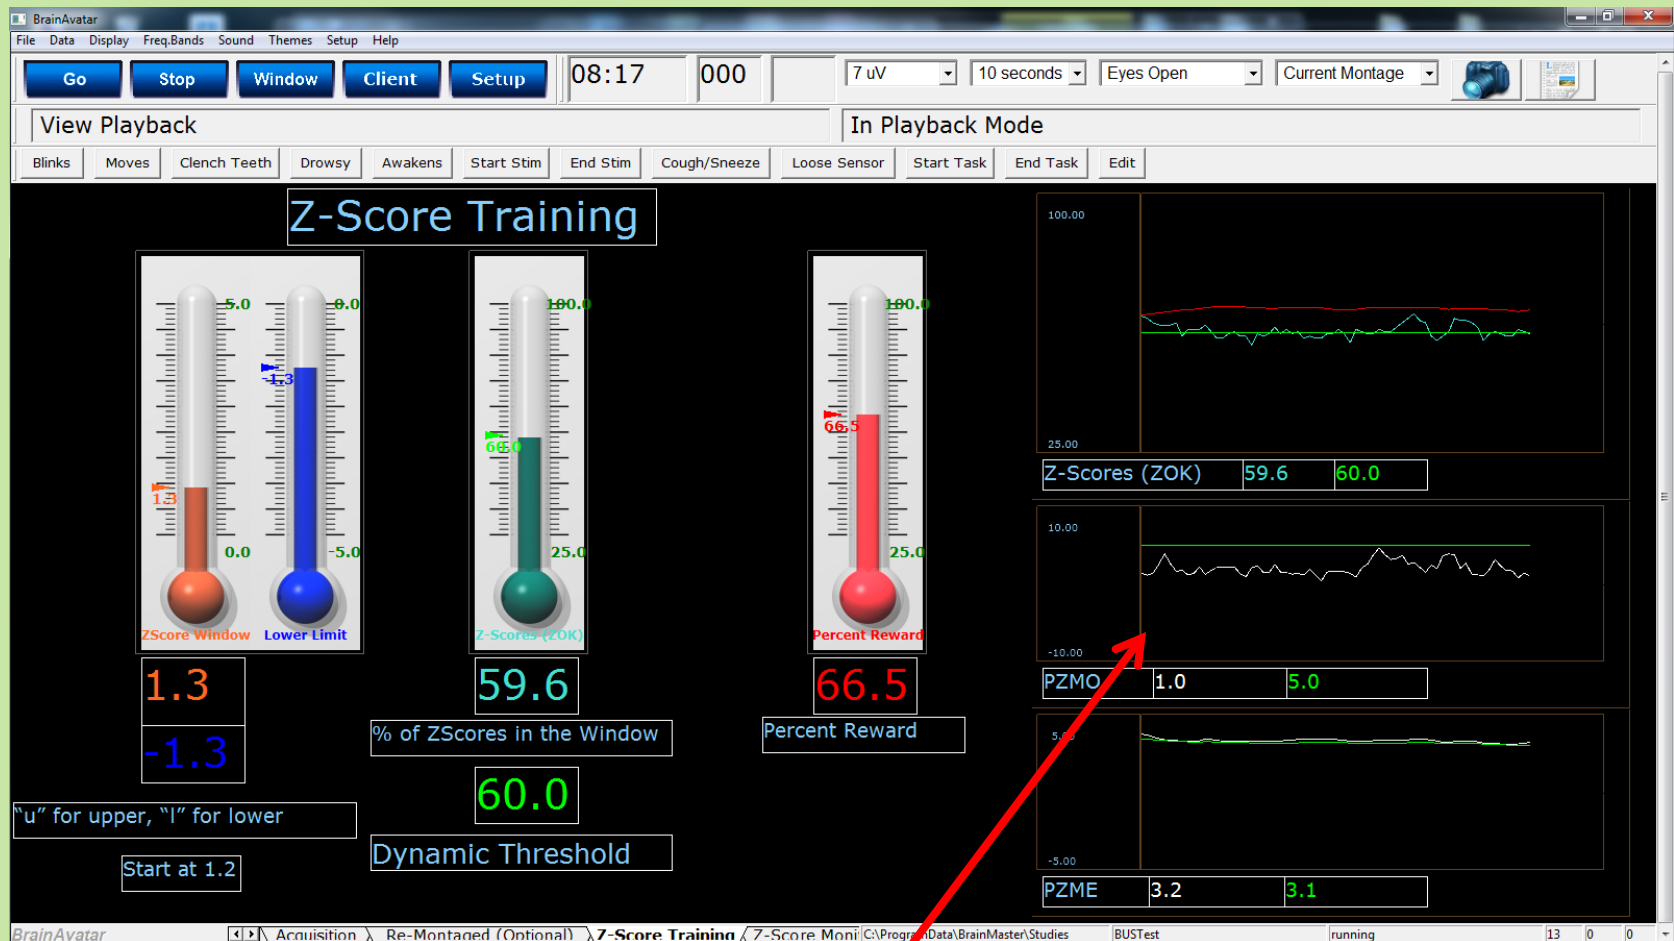 BrainAvatar
File Data Display Freq.Bands Sound Themes Setup Help
Go Stop Window Client Setup 08:17 000 7 uV 10 seconds Eyes Open Current Montage
View Playback In Playback Mode
Blinks Moves Clench Teeth Drowsy Awakens Start Stim End Stim Cough/Sneeze Loose Sensor Start Task End Task Edit
Z-Score Training
5.0 -0.0 100.0 100.0
-1.3
66.5
60.0
1.3
0.0 -5.0 25.0 25.0
ZScore Window Lower Limit Z-Scores (ZOK) Percent Reward
1.3 59.6 66.5
-1.3
% of ZScores in the Window
Percent Reward
60.0
"u" for upper, "l" for lower
Dynamic Threshold
Start at 1.2
100.00
25.00
Z-Scores (ZOK) 59.6 60.0
10.00
-10.00
PZMO 1.0 5.0
5.00
-5.00
PZME 3.2 3.1
BrainAvatar Acquisition Re-Montaged (Optional) Z-Score Training Z-Score Moni C:\ProgramData\BrainMaster\Studies BUSTest running 13 0 0